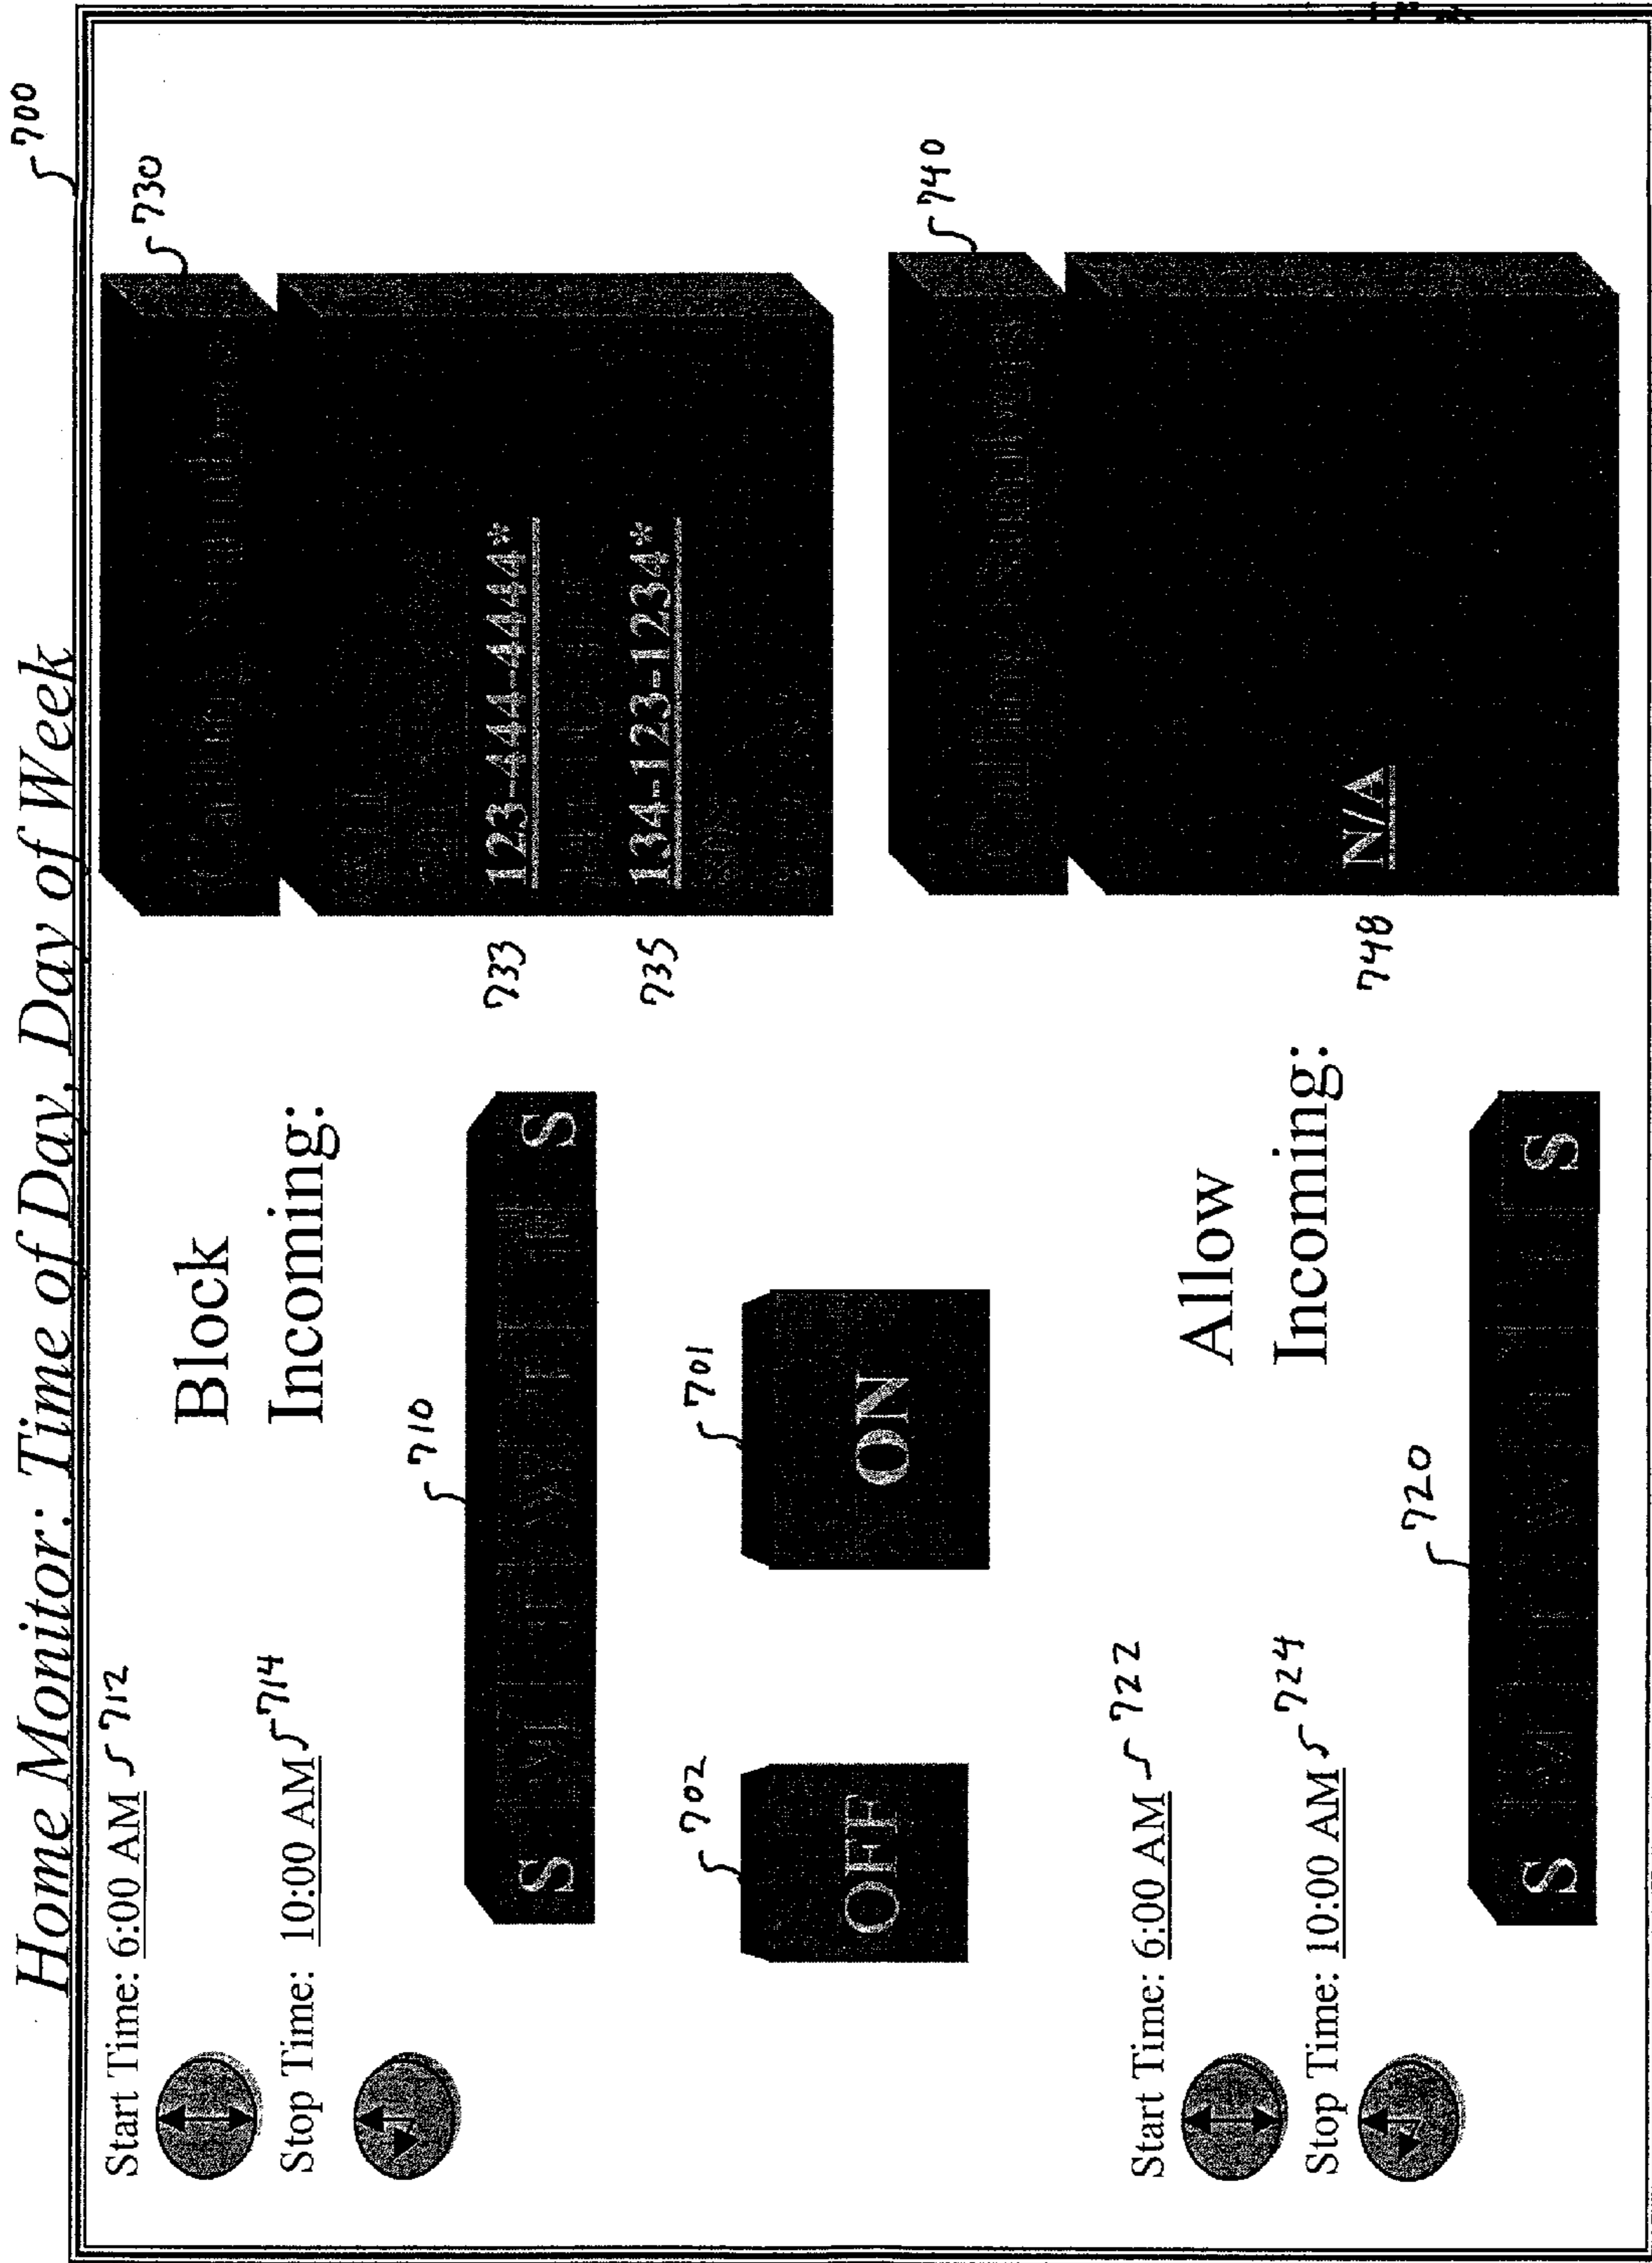 Home Monitor: Time of Day, Day of Week
700
Start Time: 6:00 AM 712
Stop Time: 10:00 AM 714
Block
Incoming:
730
710
S M T W T F S
733 123-444-4444*
735 134-123-1234*
702
OFF
701
ON
Start Time: 6:00 AM 722
Stop Time: 10:00 AM 724
Allow
Incoming:
740
748 N/A
720
S M T W T F S